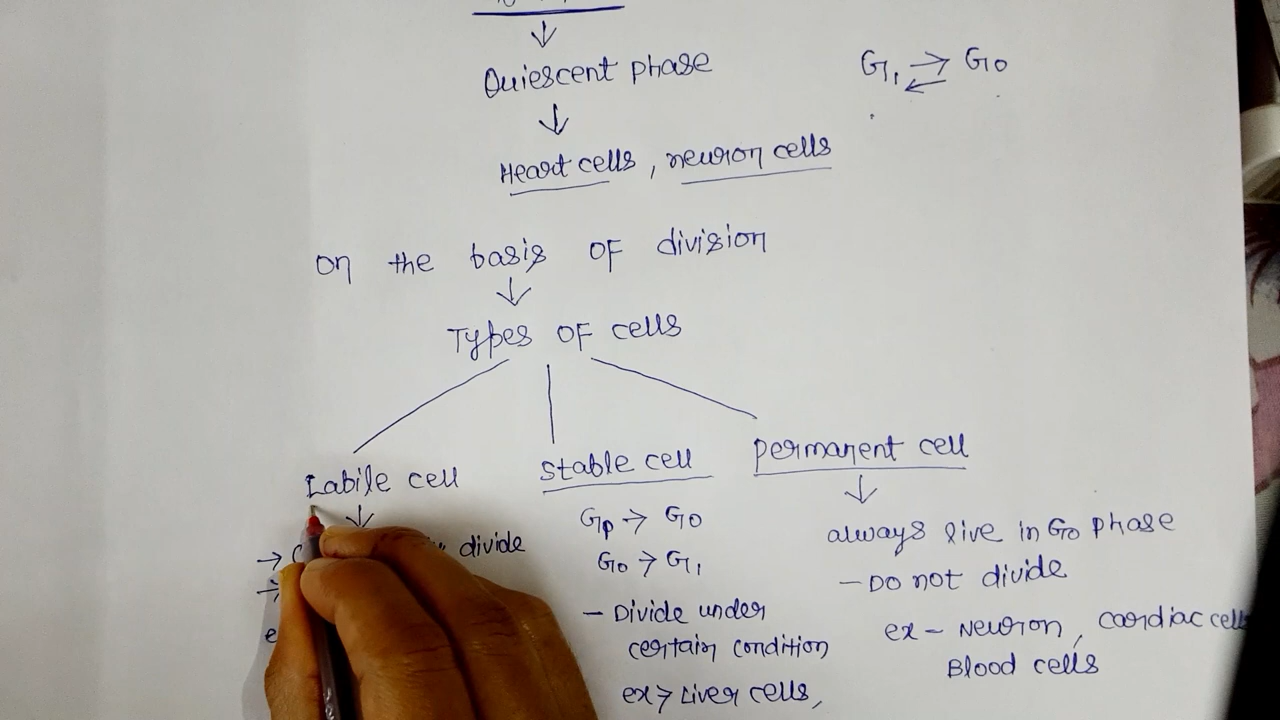 ↓
Quiescent phase
G1 ⇌ G0
↓
Heart cells, neuron cells
on the basis OF division
↓
Types OF cells
Labile cell
↓
→
divide
→
e
stable cell
Gp → G0
G0 → G1
- Divide under
certain condition
ex → Liver cells,
permanent cell
↓
always live in G0 phase
- Do not divide
ex - Neuron, cardiac cell
Blood cells